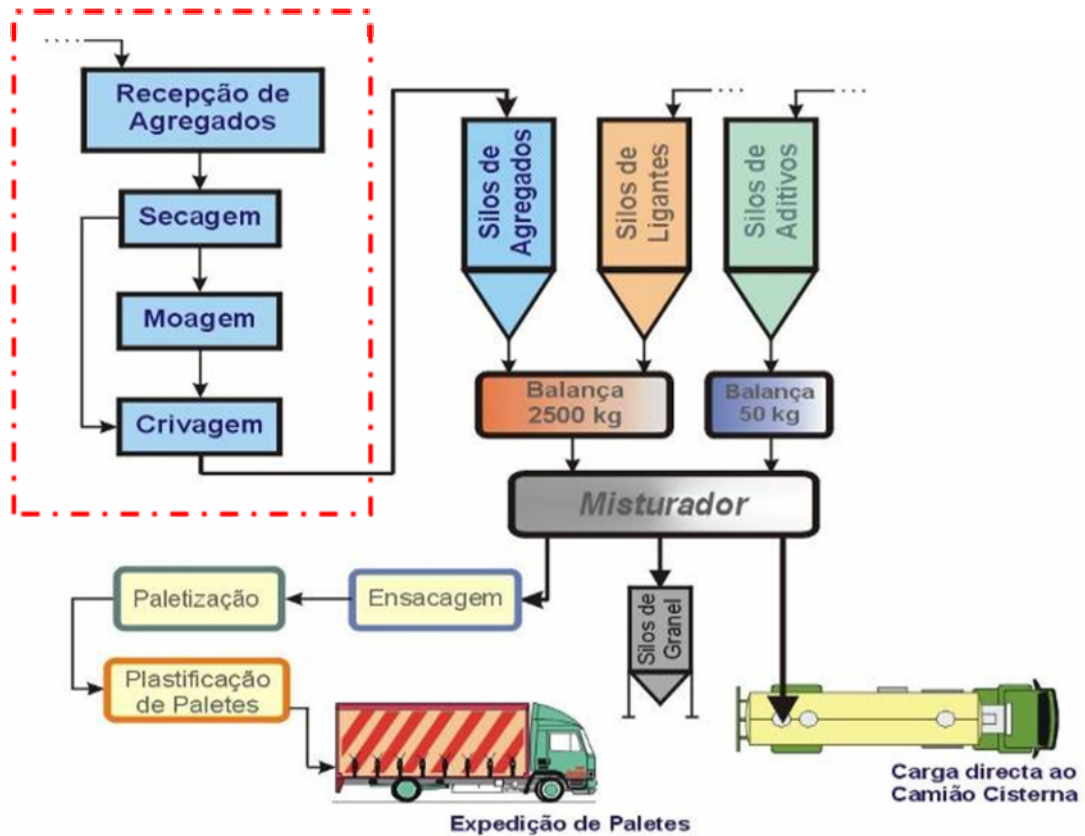 Recepção de
Agregados
Secagem
Moagem
Crivagem
Silos de
Agregados
Silos de
Ligantes
Silos de
Aditivos
Balança
2500 kg
Balança
50 kg
Misturador
Ensacagem
Paletização
Plastificação
de Paletes
Silos de
Granel
Expedição de Paletes
Carga directa ao
Camião Cisterna